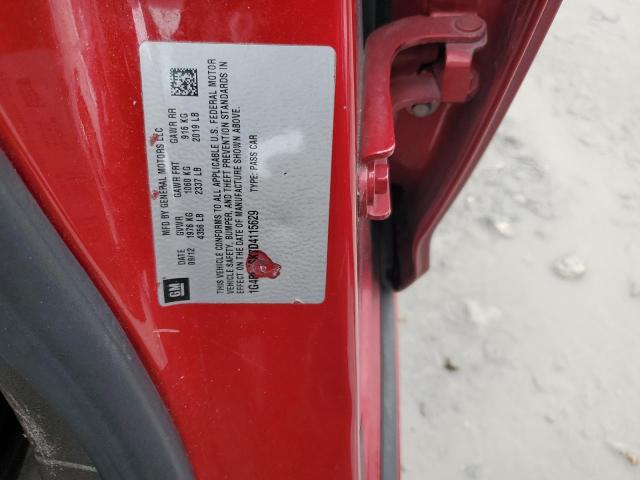 MFD BY GENERAL MOTORS LLC
DATE GVWR GAWR FRT GAWR RR
09/12 1976 KG 1060 KG 916 KG
4356 LB 2337 LB 2019 LB
THIS VEHICLE CONFORMS TO ALL APPLICABLE U.S. FEDERAL MOTOR
VEHICLE SAFETY, BUMPER, AND THEFT PREVENTION STANDARDS IN
EFFECT ON THE DATE OF MANUFACTURE SHOWN ABOVE.
TYPE: PASS CAR
GM